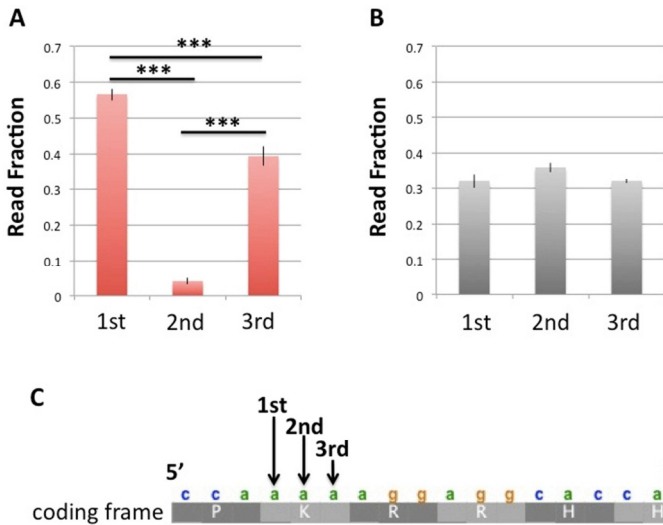 A
Read Fraction
0.7
0.6
0.5
0.4
0.3
0.2
0.1
0
***
***
***
1st 2nd 3rd
B
Read Fraction
0.7
0.6
0.5
0.4
0.3
0.2
0.1
0
1st 2nd 3rd
C
1st
2nd
3rd
5'
c c a a a a a g g a g g c a c c a
coding frame P K R R H H